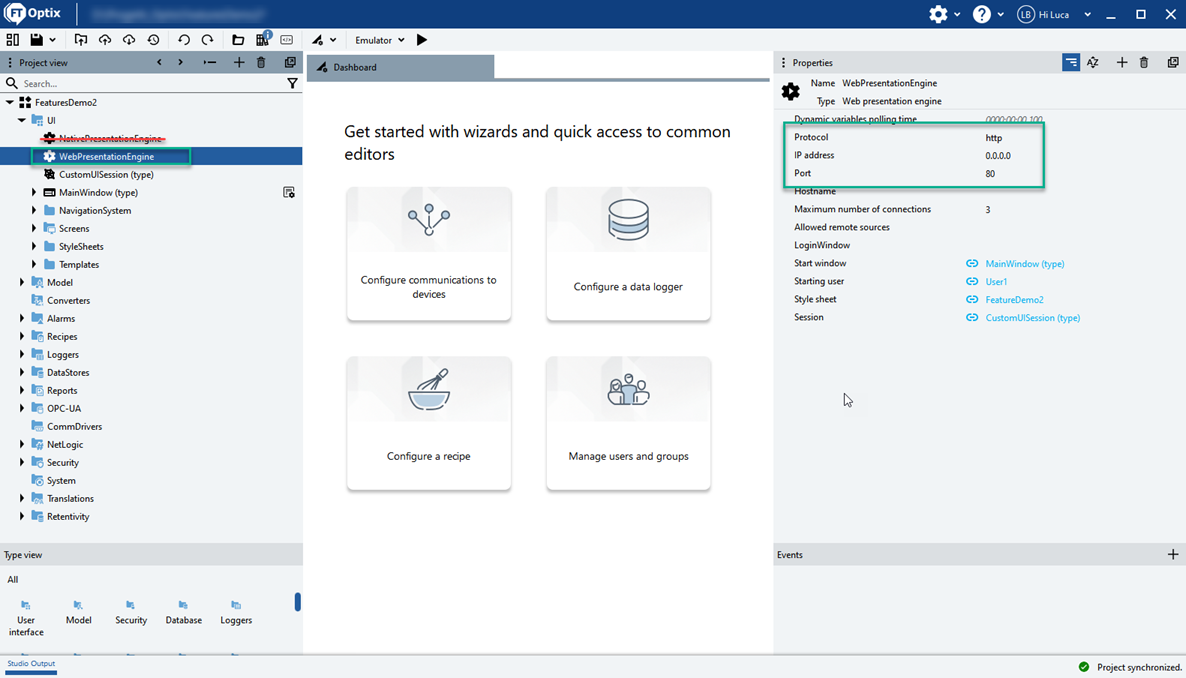 FT Optix
LB Hi Luca
Emulator
Project view
Search...
FeaturesDemo2
UI
NativePresentationEngine
WebPresentationEngine
CustomUISession (type)
MainWindow (type)
NavigationSystem
Screens
StyleSheets
Templates
Model
Converters
Alarms
Recipes
Loggers
DataStores
Reports
OPC-UA
CommDrivers
NetLogic
Security
System
Translations
Retentivity
Type view
All
User interface
Model
Security
Database
Loggers
Studio Output
Dashboard
Get started with wizards and quick access to common
editors
Configure communications to
devices
Configure a data logger
Configure a recipe
Manage users and groups
Properties
Name WebPresentationEngine
Type Web presentation engine
Dynamic variables polling time 0000:00:00.100
Protocol http
IP address 0.0.0.0
Port 80
Hostname
Maximum number of connections 3
Allowed remote sources
LoginWindow
Start window MainWindow (type)
Starting user User1
Style sheet FeatureDemo2
Session CustomUISession (type)
Events
Project synchronized.